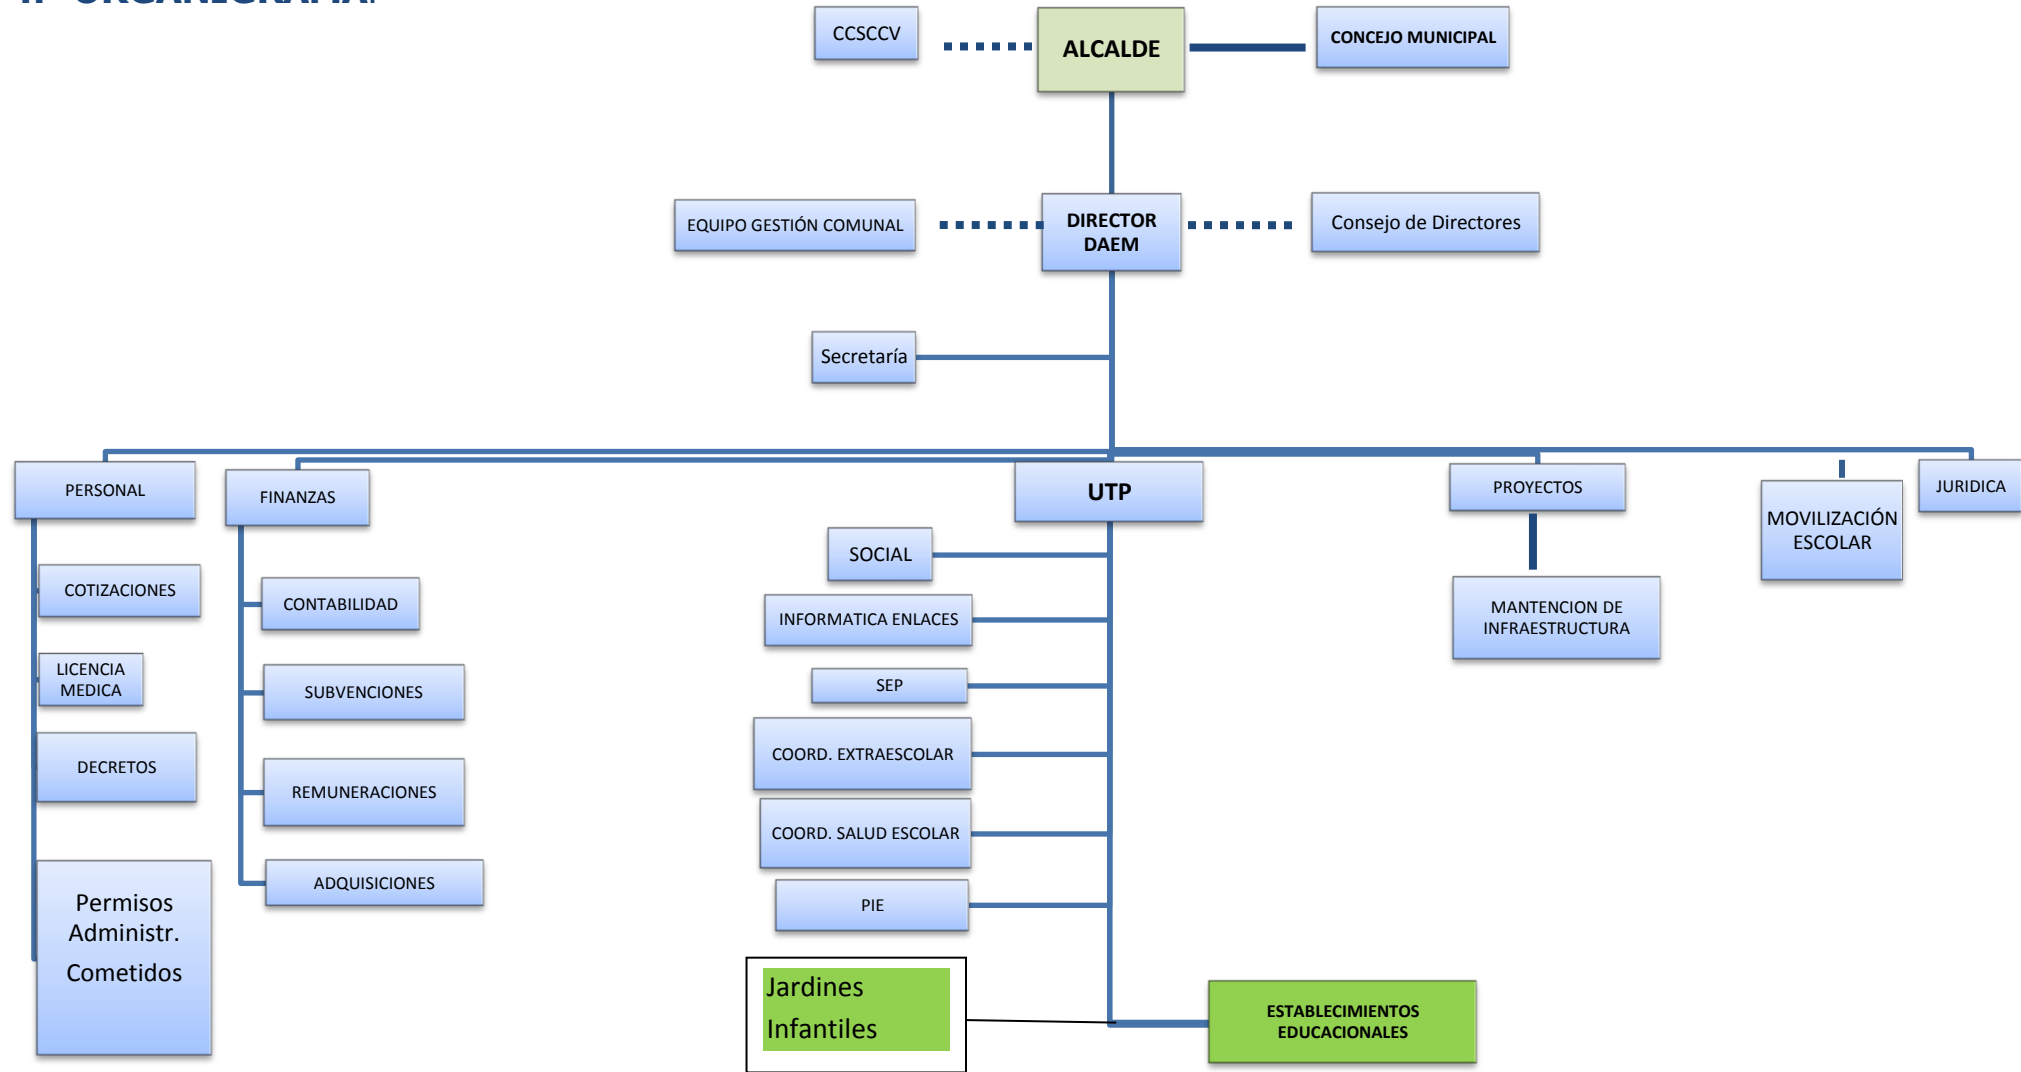 II ORGANIGRAMA.
CCSCCV
ALCALDE
CONCEJO MUNICIPAL
EQUIPO GESTIÓN COMUNAL
DIRECTOR
DAEM
Consejo de Directores
Secretaría
PERSONAL
FINANZAS
UTP
PROYECTOS
MOVILIZACIÓN
ESCOLAR
JURIDICA
COTIZACIONES
LICENCIA
MEDICA
DECRETOS
Permisos
Administr.
Cometidos
CONTABILIDAD
SUBVENCIONES
REMUNERACIONES
ADQUISICIONES
SOCIAL
INFORMATICA ENLACES
SEP
COORD. EXTRAESCOLAR
COORD. SALUD ESCOLAR
PIE
Jardines
Infantiles
MANTENCION DE
INFRAESTRUCTURA
ESTABLECIMIENTOS
EDUCACIONALES